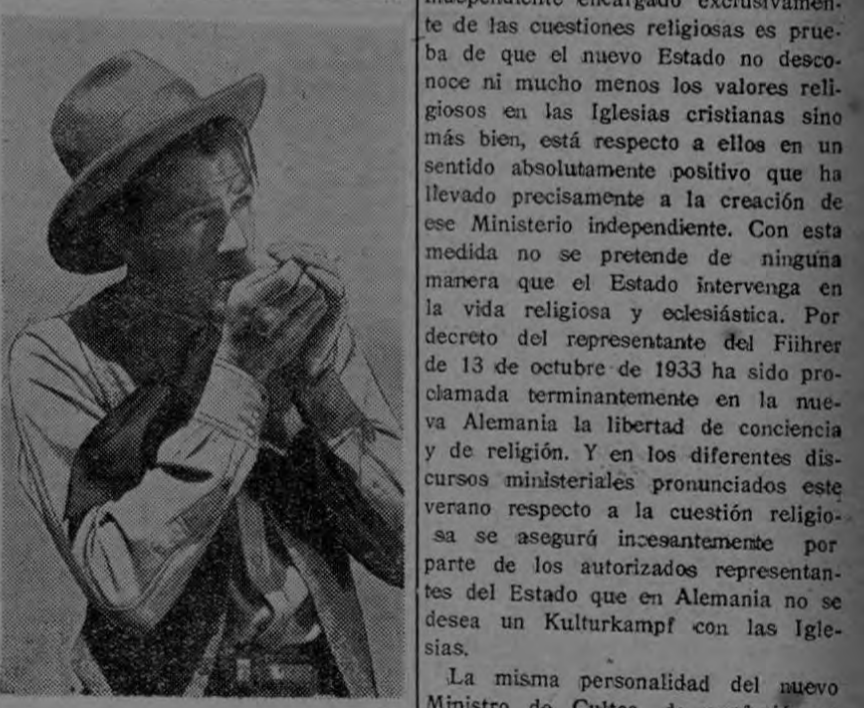 independiente encargado exclusivamen-
te de las cuestiones religiosas es prue-
ba de que el nuevo Estado no desco-
noce ni mucho menos los valores reli-
giosos en las Iglesias cristianas sino
más bien, está respecto a ellos en un
sentido absolutamente positivo que ha
llevado precisamente a la creación de
ese Ministerio independiente. Con esta
medida no se pretende de ninguna
manera que el Estado intervenga en
la vida religiosa y eclesiástica. Por
decreto del representante del Fiihrer
de 13 de octubre de 1933 ha sido pro-
clamada terminantemente en la nue-
va Alemania la libertad de conciencia
y de religión. Y en los diferentes dis-
cursos ministeriales pronunciados este
verano respecto a la cuestión religio-
sa se aseguró incesantemente por
parte de los autorizados representan-
tes del Estado que en Alemania no se
desea un Kulturkampf con las Igle-
sias.
La misma personalidad del nuevo
Ministro de Cultos